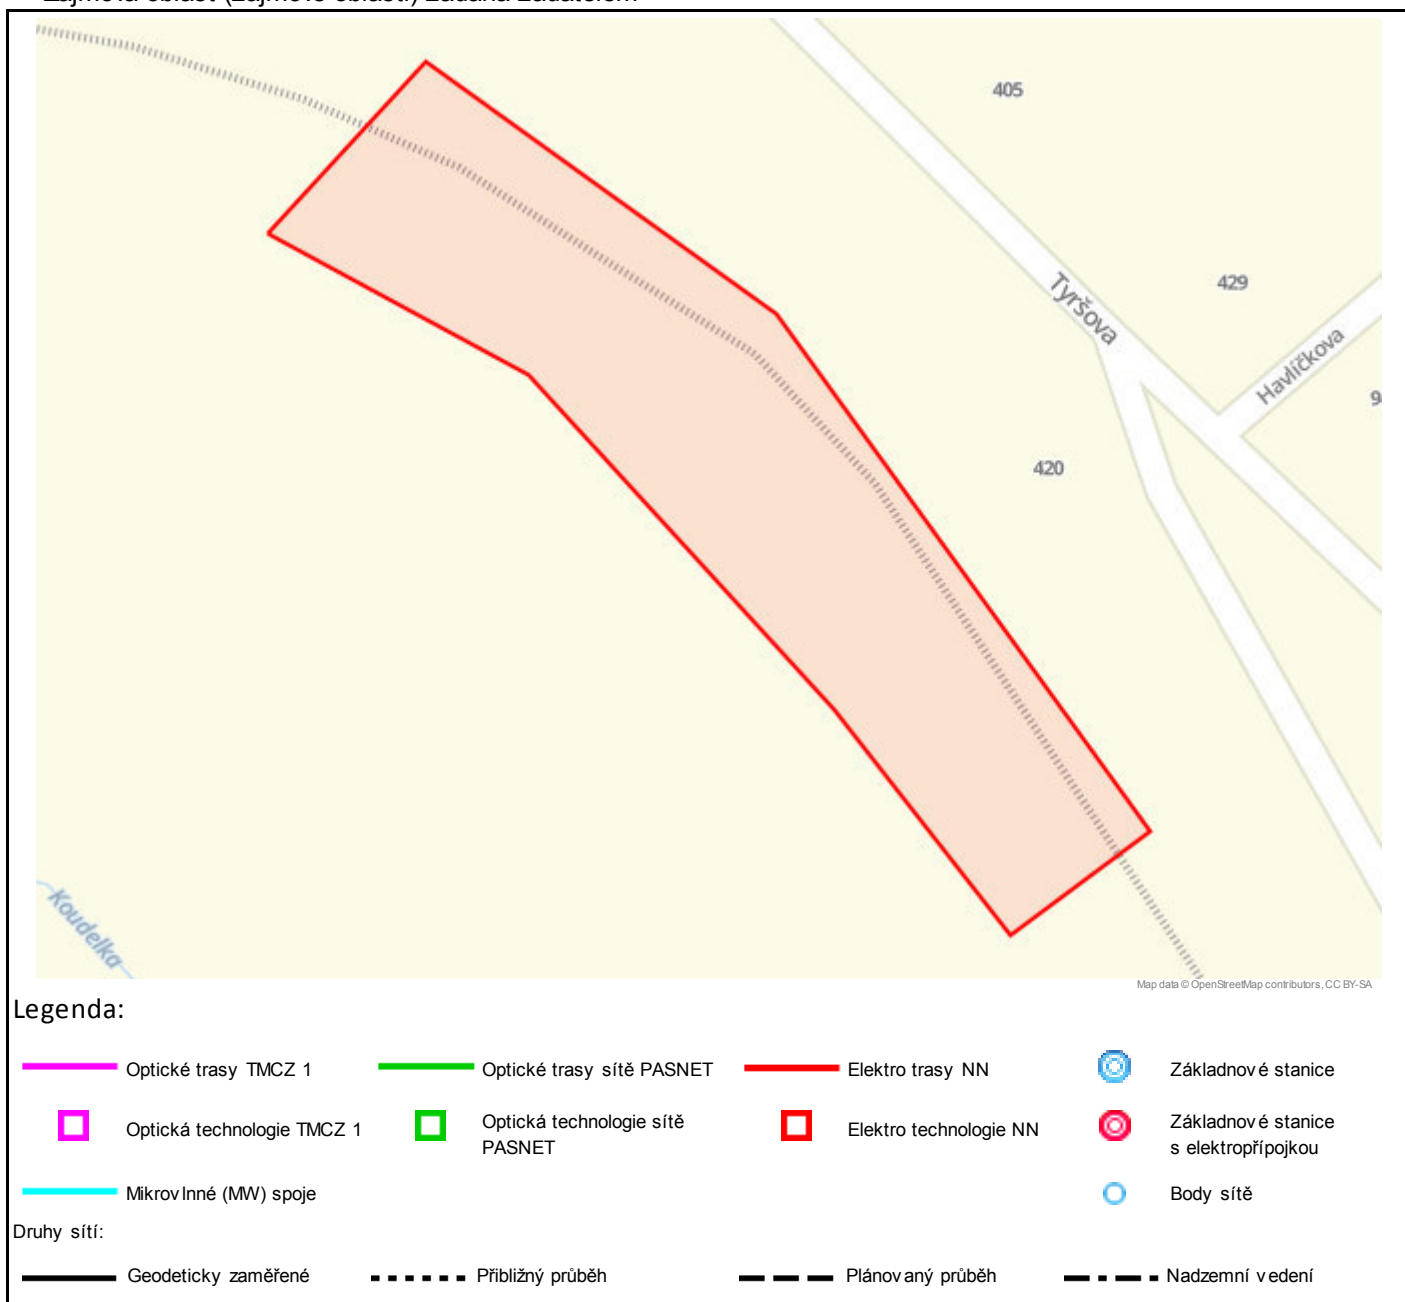 405
429
Tyršova
Havlíčkova
420
Koudelka
Map data © OpenStreetMap contributors, CC BY-SA
Legenda:
Optické trasy TMCZ 1
Optické trasy sítě PASNET
Elektro trasy NN
Základnové stanice
Optická technologie TMCZ 1
Optická technologie sítě
PASNET
Elektro technologie NN
Základnové stanice
s elektropřípojkou
Mikrovlnné (MW) spoje
Body sítě
Druhy sítí:
Geodeticky zaměřené
Přibližný průběh
Plánovaný průběh
Nadzemní vedení